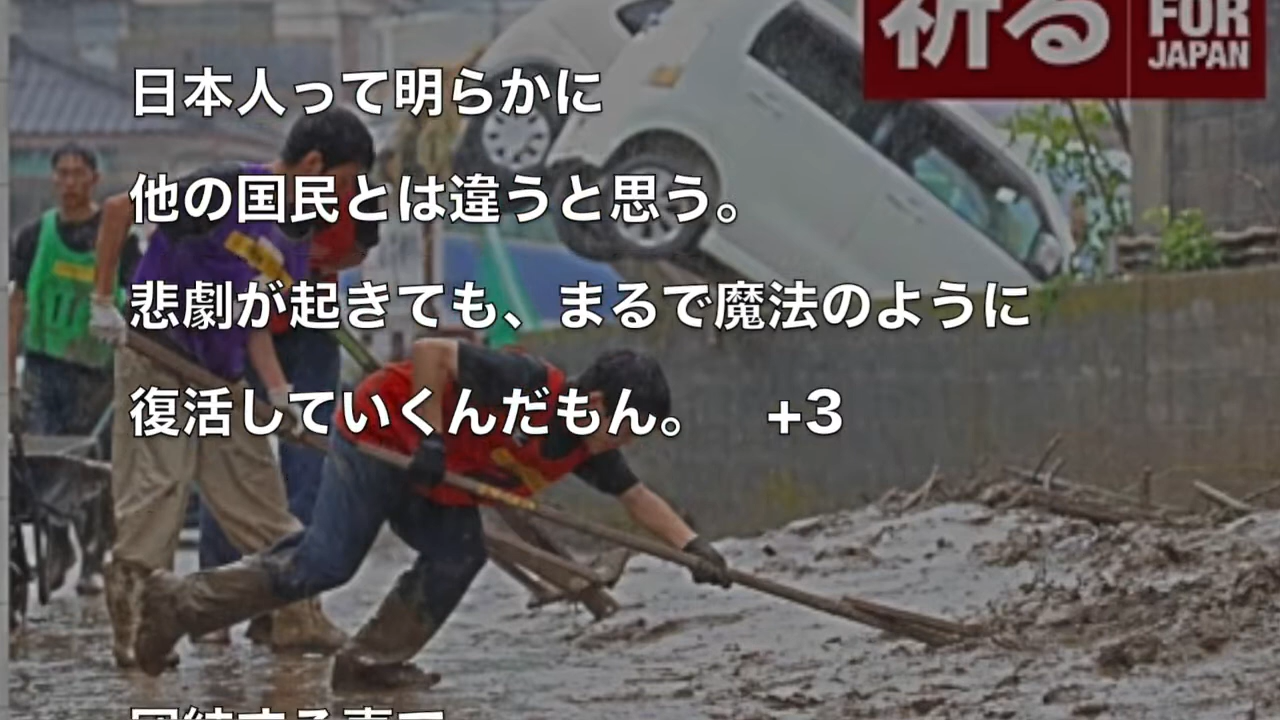 祈る
FOR
JAPAN
日本人って明らかに
他の国民とは違うと思う。
悲劇が起きても、まるで魔法のように
復活していくんだもん。　+3